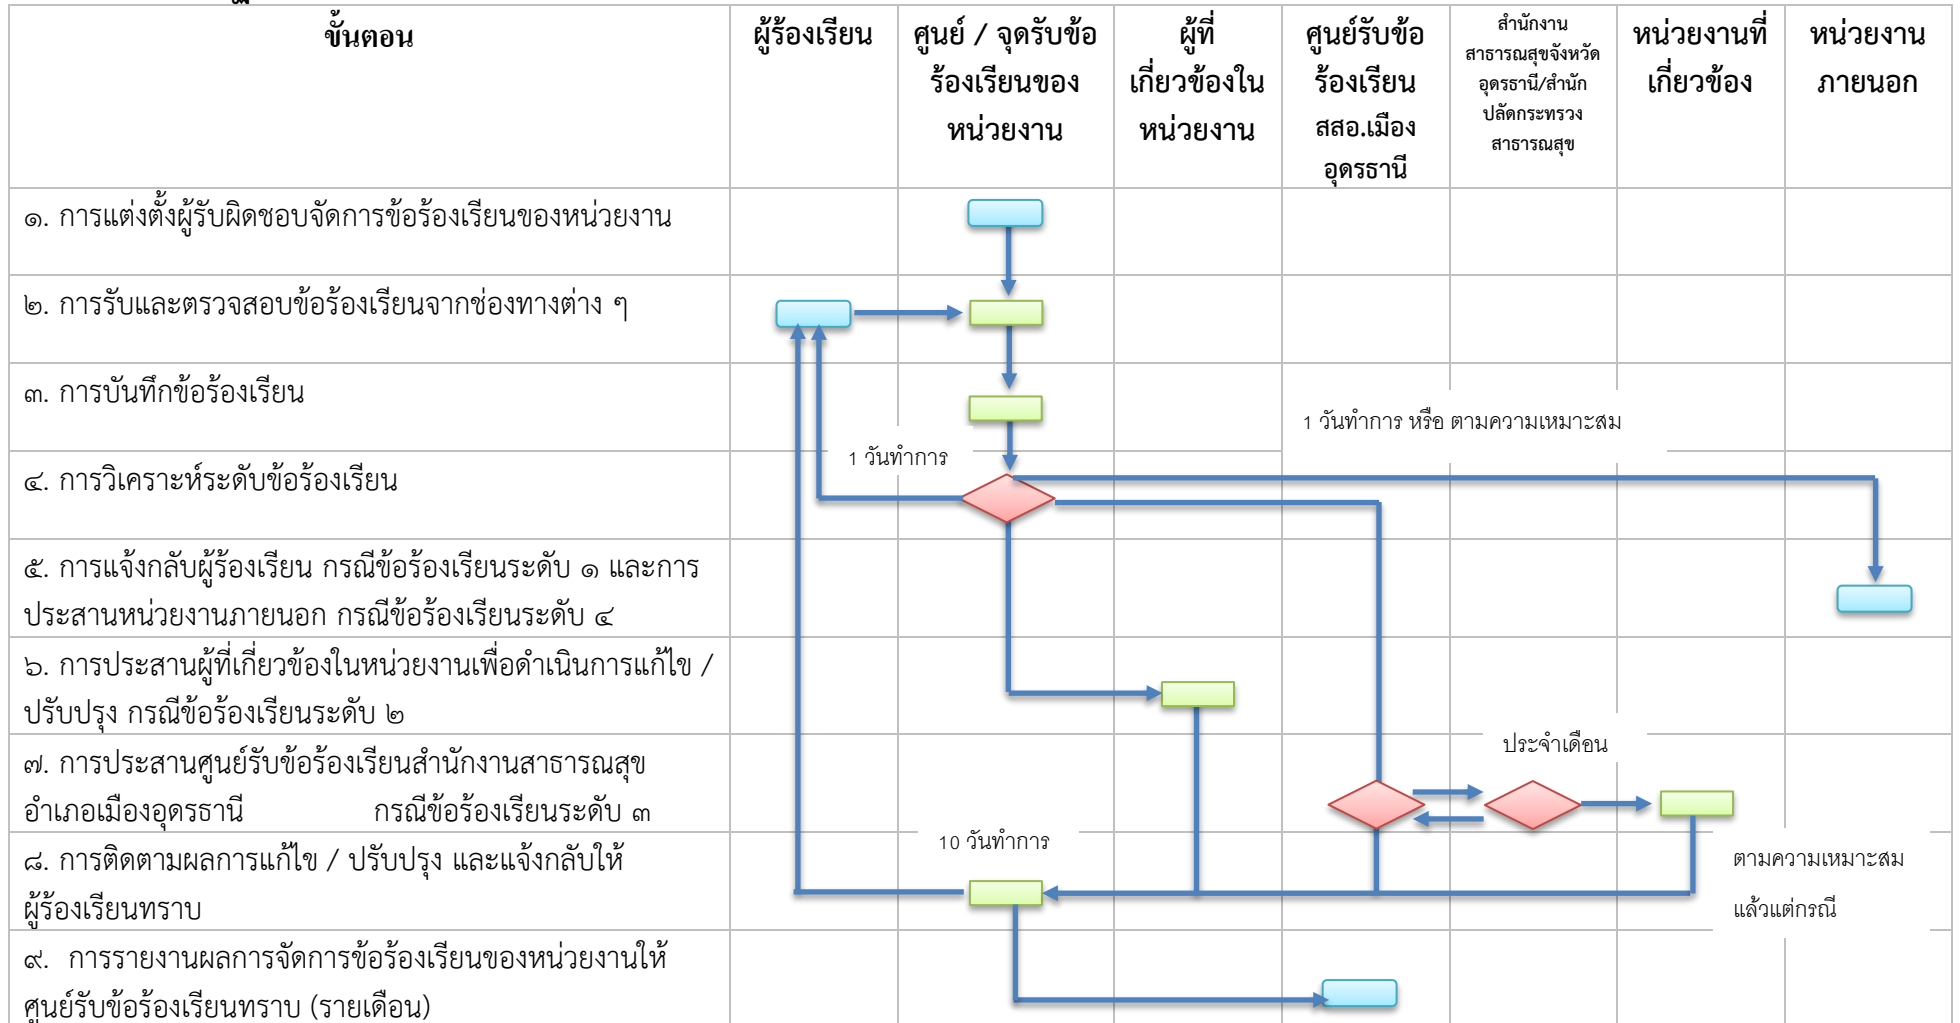 ขั้นตอน
ผู้ร้องเรียน
ศูนย์ / จุดรับข้อ
ร้องเรียนของ
หน่วยงาน
ผู้ที่
เกี่ยวข้องใน
หน่วยงาน
ศูนย์รับข้อ
ร้องเรียน
สสอ.เมือง
อุดรธานี
สำนักงาน
สาธารณสุขจังหวัด
อุดรธานี/สำนัก
ปลัดกระทรวง
สาธารณสุข
หน่วยงานที่
เกี่ยวข้อง
หน่วยงาน
ภายนอก
๑. การแต่งตั้งผู้รับผิดชอบจัดการข้อร้องเรียนของหน่วยงาน
๒. การรับและตรวจสอบข้อร้องเรียนจากช่องทางต่าง ๆ
๓. การบันทึกข้อร้องเรียน
1 วันทำการ หรือ ตามความเหมาะสม
1 วันทำการ
๔. การวิเคราะห์ระดับข้อร้องเรียน
๕. การแจ้งกลับผู้ร้องเรียน กรณีข้อร้องเรียนระดับ ๑ และการ
ประสานหน่วยงานภายนอก กรณีข้อร้องเรียนระดับ ๔
๖. การประสานผู้ที่เกี่ยวข้องในหน่วยงานเพื่อดำเนินการแก้ไข /
ปรับปรุง กรณีข้อร้องเรียนระดับ ๒
ประจำเดือน
๗. การประสานศูนย์รับข้อร้องเรียนสำนักงานสาธารณสุข
อำเภอเมืองอุดรธานี กรณีข้อร้องเรียนระดับ ๓
10 วันทำการ
๘. การติดตามผลการแก้ไข / ปรับปรุง และแจ้งกลับให้
ผู้ร้องเรียนทราบ
ตามความเหมาะสม
แล้วแต่กรณี
๙. การรายงานผลการจัดการข้อร้องเรียนของหน่วยงานให้
ศูนย์รับข้อร้องเรียนทราบ (รายเดือน)